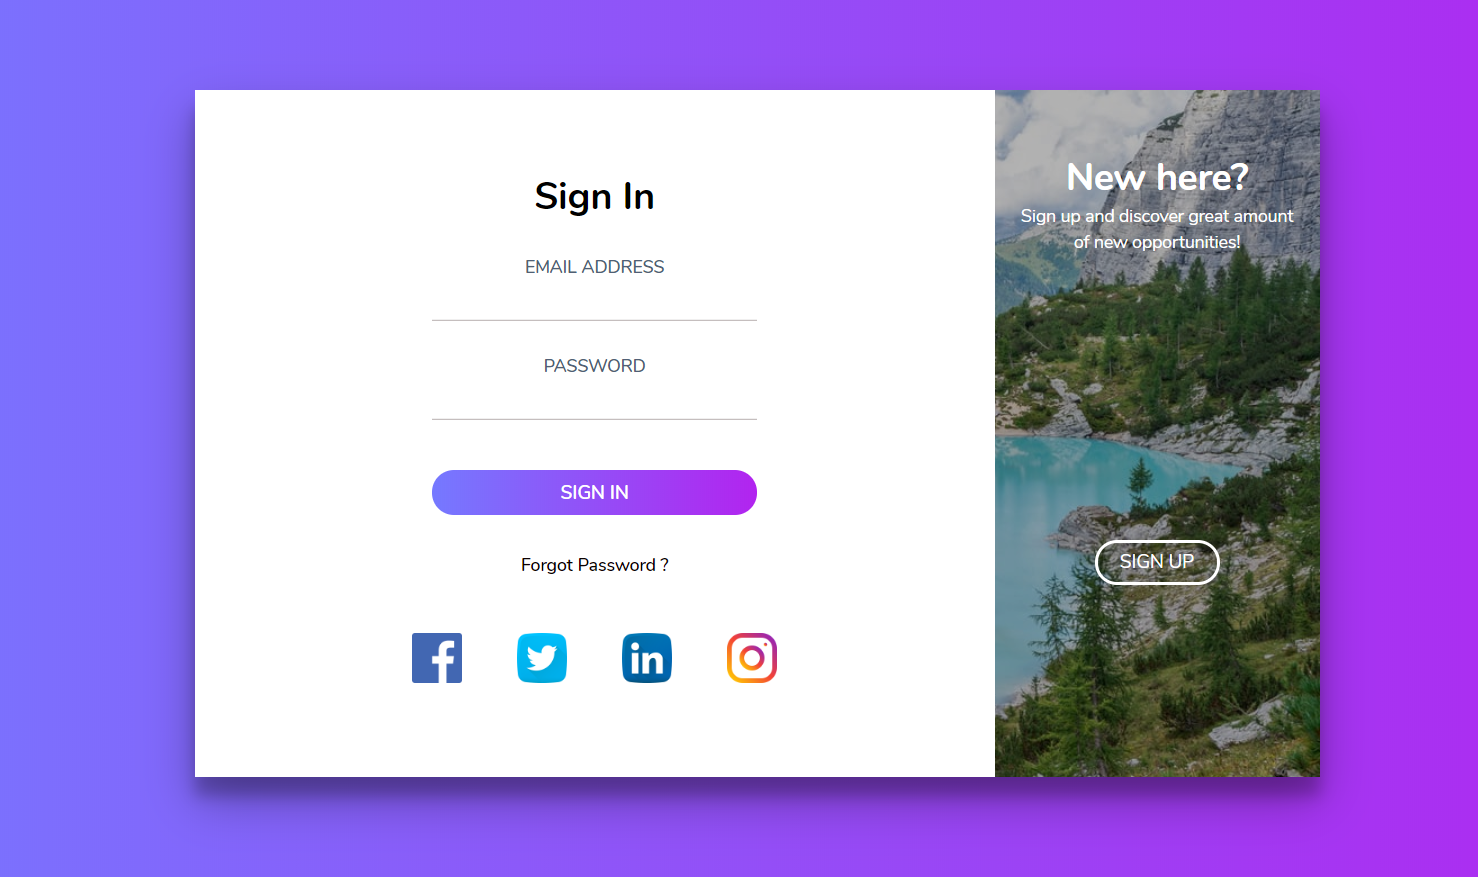 Sign In
EMAIL ADDRESS
PASSWORD
SIGN IN
Forgot Password ?
in
New here?
Sign up and discover great amount
of new opportunities!
SIGN UP